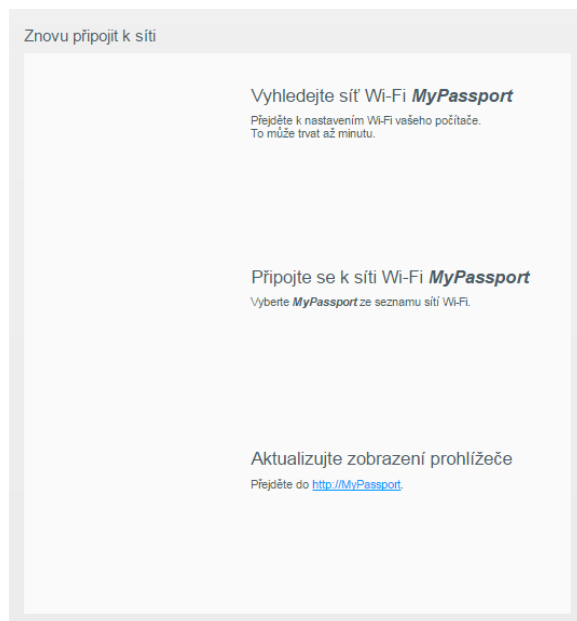 Znovu připojit k síti
Vyhledejte síť Wi-Fi MyPassport
Přejděte k nastavením Wi-Fi vašeho počítače.
To může trvat až minutu.
Připojte se k síti Wi-Fi MyPassport
Vyberte MyPassport ze seznamu sítí Wi-Fi.
Aktualizujte zobrazení prohlížeče
Přejděte do http://MyPassport.